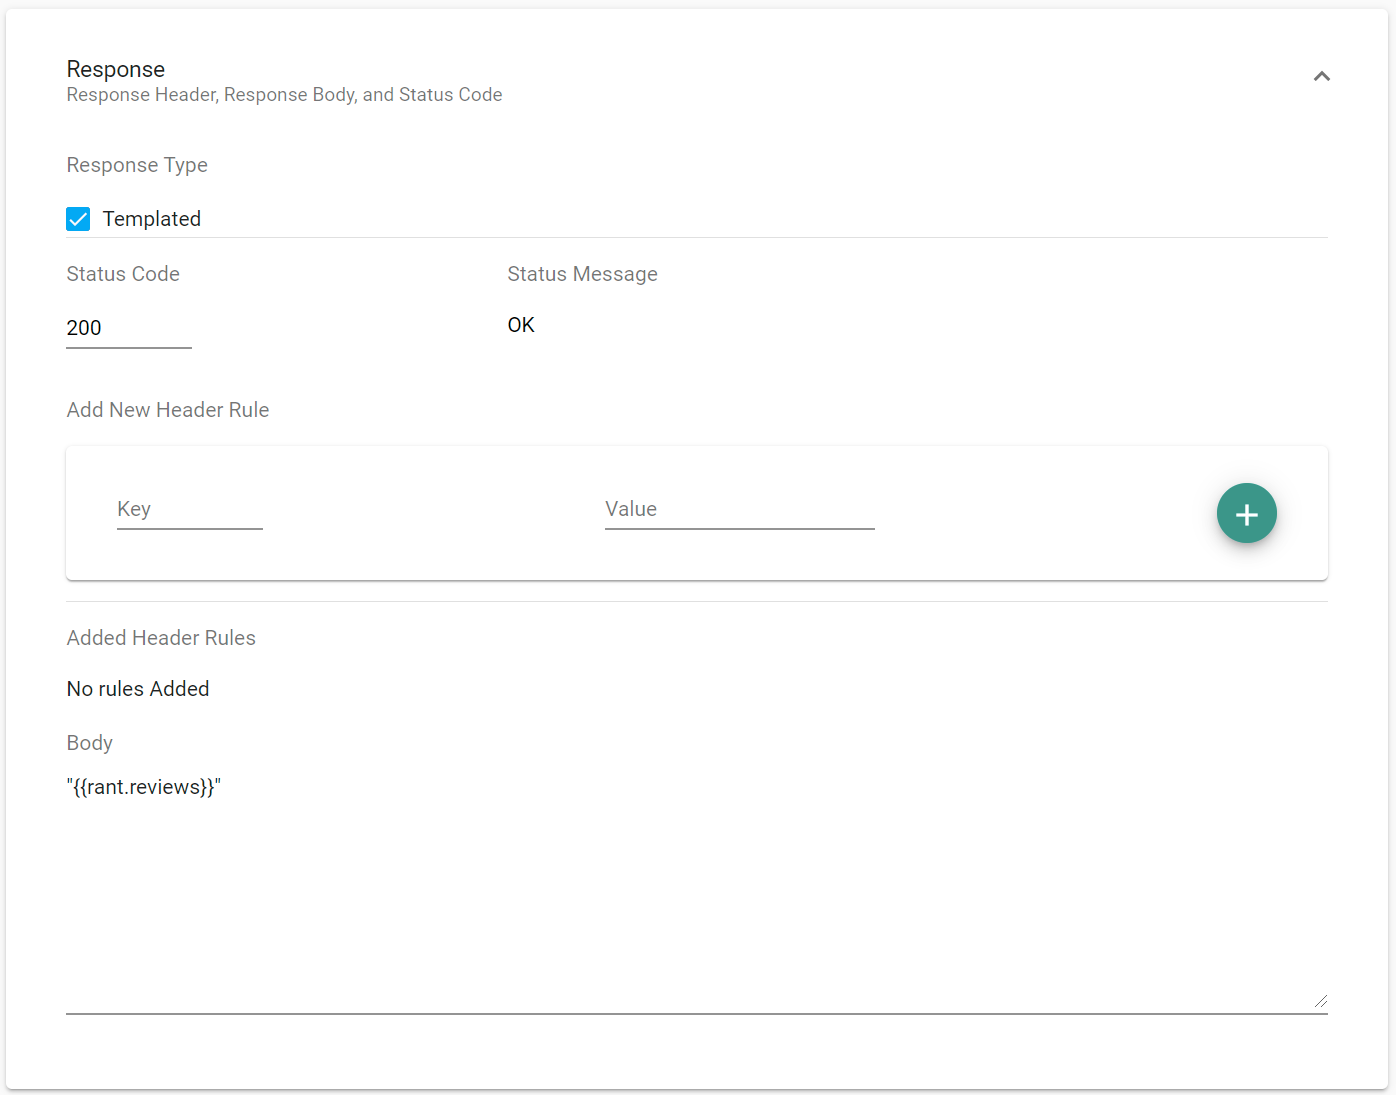 Response
Response Header, Response Body, and Status Code
Response Type
Templated
Status Code
Status Message
200
OK
Add New Header Rule
Key
Value
Added Header Rules
No rules Added
Body
"{{rant.reviews}}"